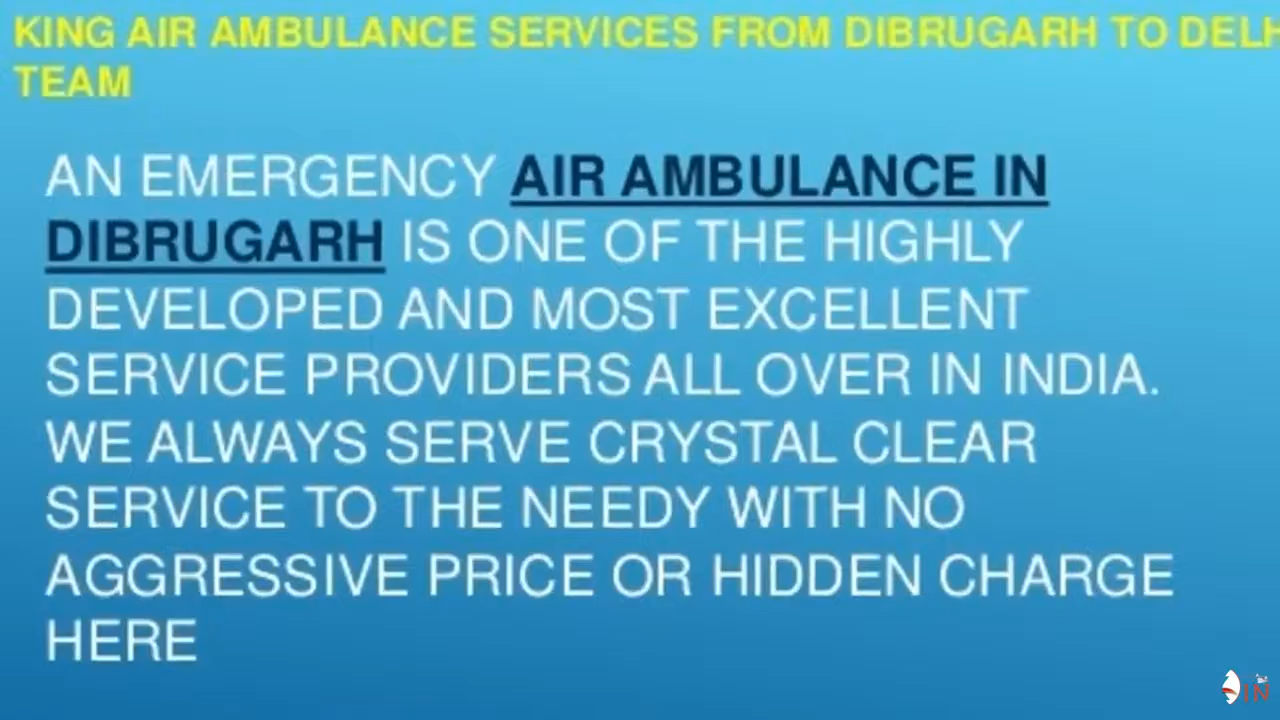 KING AIR AMBULANCE SERVICES FROM DIBRUGARH TO DELH
TEAM
AN EMERGENCY AIR AMBULANCE IN
DIBRUGARH IS ONE OF THE HIGHLY
DEVELOPED AND MOST EXCELLENT
SERVICE PROVIDERS ALL OVER IN INDIA.
WE ALWAYS SERVE CRYSTAL CLEAR
SERVICE TO THE NEEDY WITH NO
AGGRESSIVE PRICE OR HIDDEN CHARGE
HERE
IN